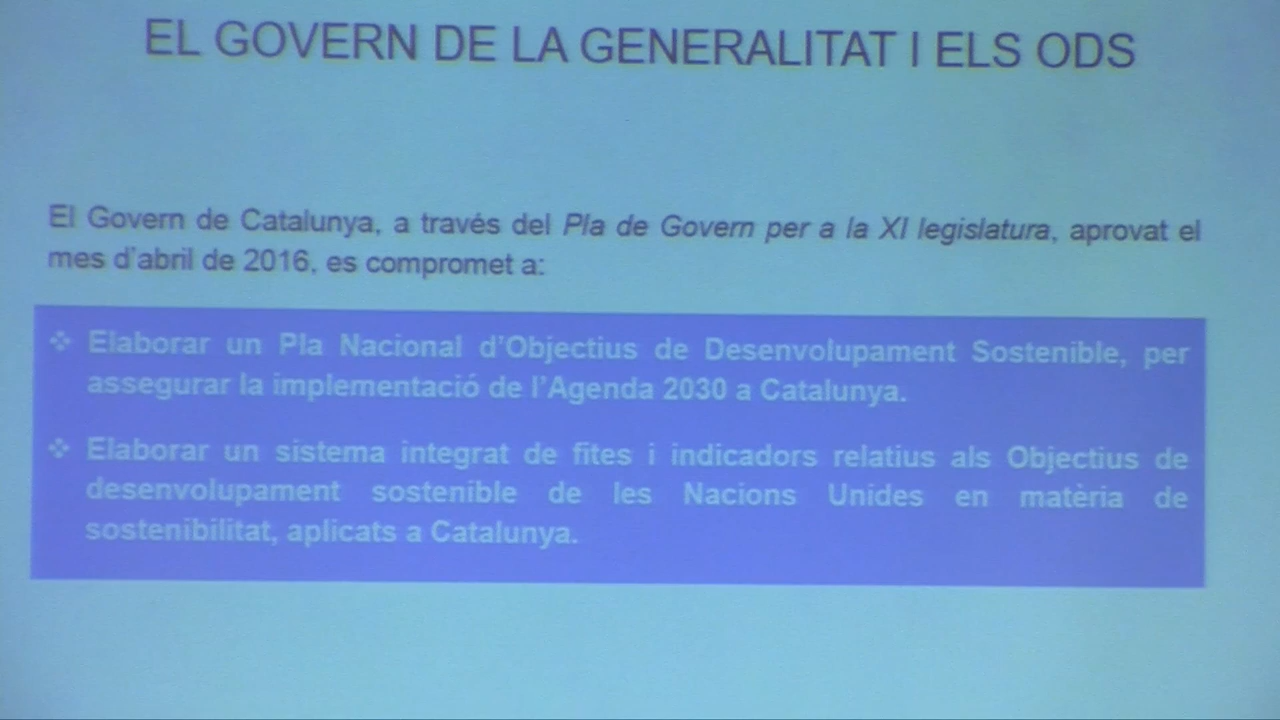 EL GOVERN DE LA GENERALITAT I ELS ODS
El Govern de Catalunya, a través del Pla de Govern per a la XI legislatura, aprovat el
mes d'abril de 2016, es compromet a:
❖ Elaborar un Pla Nacional d'Objectius de Desenvolupament Sostenible, per
assegurar la implementació de l'Agenda 2030 a Catalunya.
❖ Elaborar un sistema integrat de fites i indicadors relatius als Objectius de
desenvolupament sostenible de les Nacions Unides en matèria de
sostenibilitat, aplicats a Catalunya.